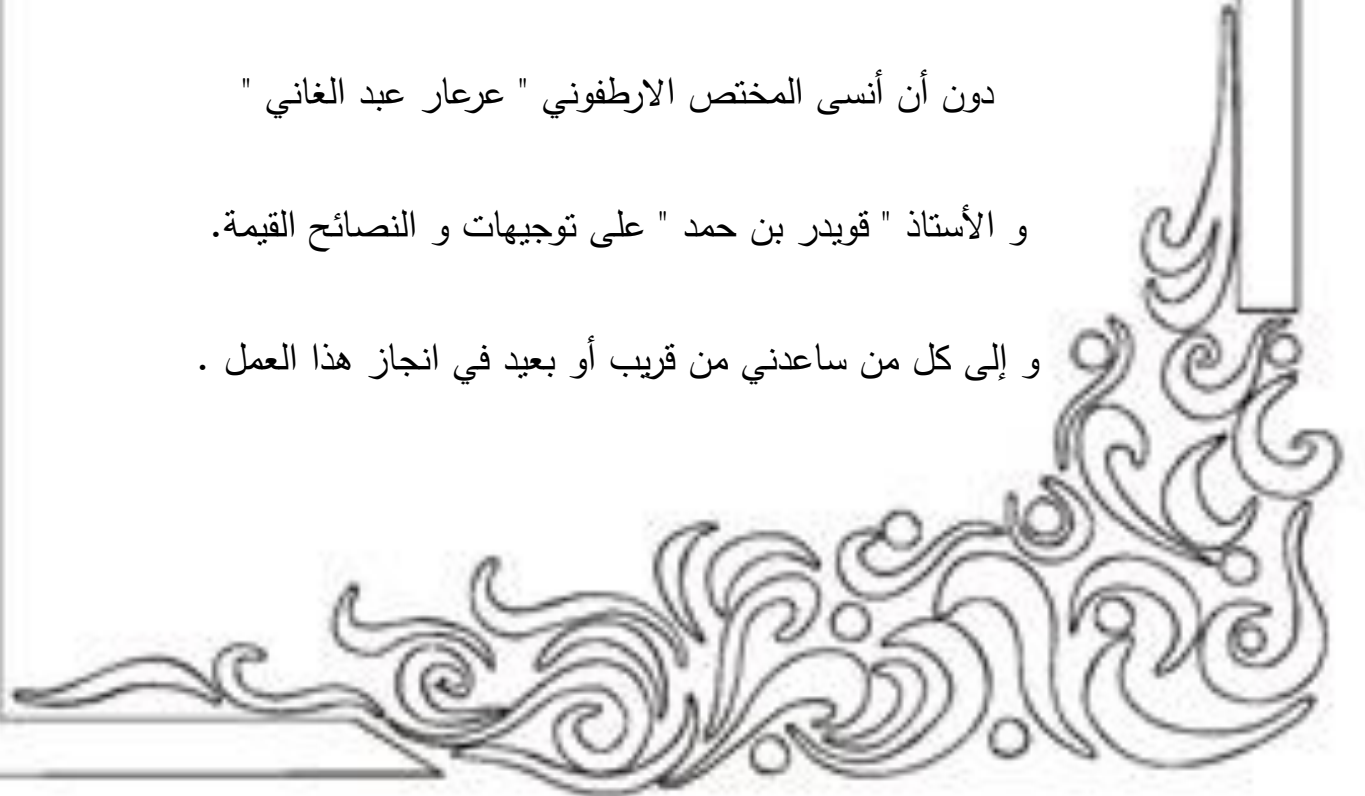 دون أن أنسى المختص الارطفوني " عرعار عبد الغاني "
و الأستاذ " قويدر بن حمد " على توجيهات و النصائح القيمة.
و إلى كل من ساعدني من قريب أو بعيد في انجاز هذا العمل .